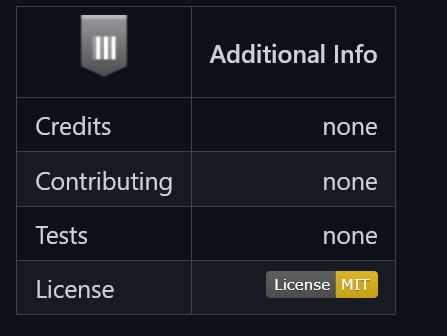 III
Additional Info
Credits none
Contributing none
Tests none
License License MIT